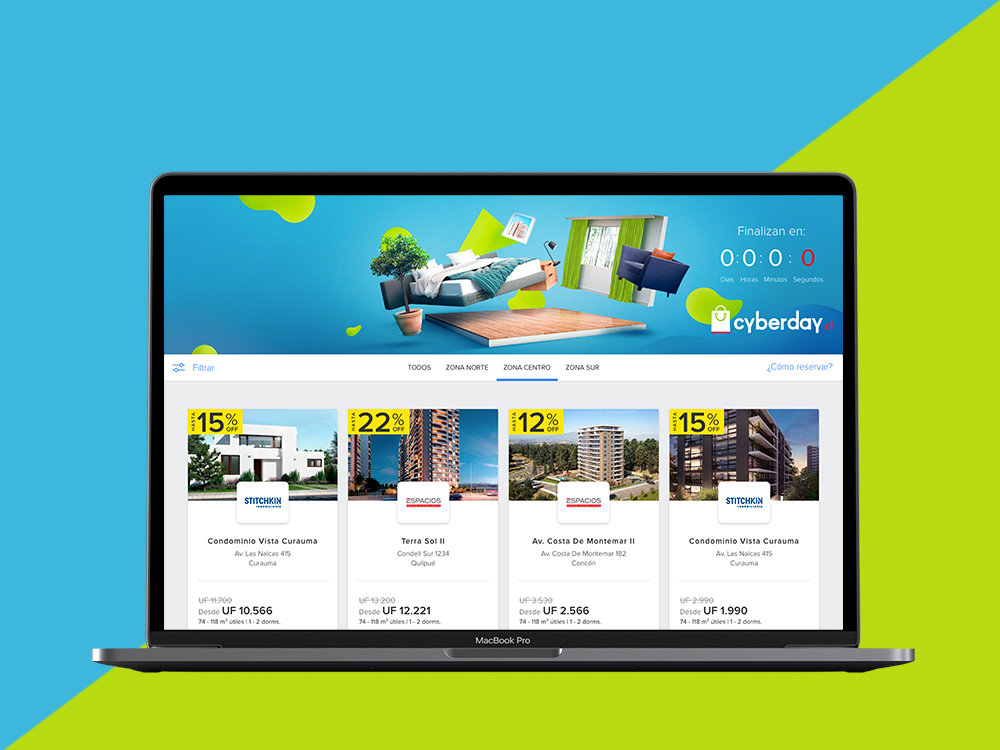 Finalizan en:
0 : 0 : 0 : 0
Dias Horas Minutos Segundos
cyberday.cl
Filtrar
TODOS
ZONA NORTE
ZONA CENTRO
ZONA SUR
¿Cómo reservar?
HASTA 15% OFF
STITCHKIN
INMOBILIARIA
Condominio Vista Curauma
Av. Las Nalcas 415
Curauma
UF 11.700
Desde UF 10.566
74 - 118 m² útiles | 1 - 2 dorms.
HASTA 22% OFF
ESPACIOS
Terra Sol II
Condell Sur 1234
Quilpué
UF 13.200
Desde UF 12.221
74 - 118 m² útiles | 1 - 2 dorms.
HASTA 12% OFF
ESPACIOS
Av. Costa De Montemar II
Av. Costa De Montemar 182
Concón
UF 3.530
Desde UF 2.566
74 - 118 m² útiles | 1 - 2 dorms.
HASTA 15% OFF
STITCHKIN
INMOBILIARIA
Condominio Vista Curauma
Av. Las Nalcas 415
Curauma
UF 2.990
Desde UF 1.990
74 - 118 m² útiles | 1 - 2 dorms.
MacBook Pro